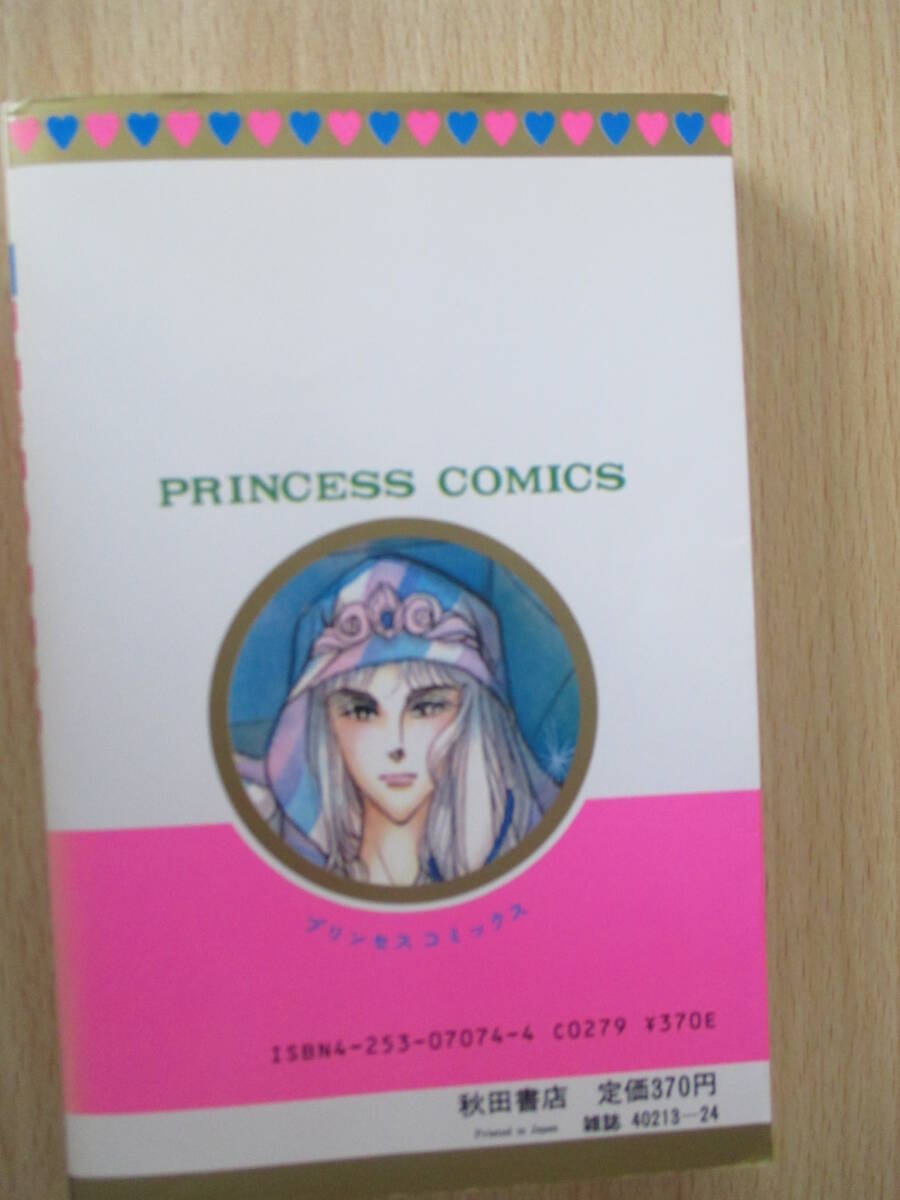 PRINCESS COMICS
プリンセスコミックス
ISBN4-253-07074-4 C0279 ¥370E
秋田書店 定価370円
Printed in Japan 雑誌 40213-24